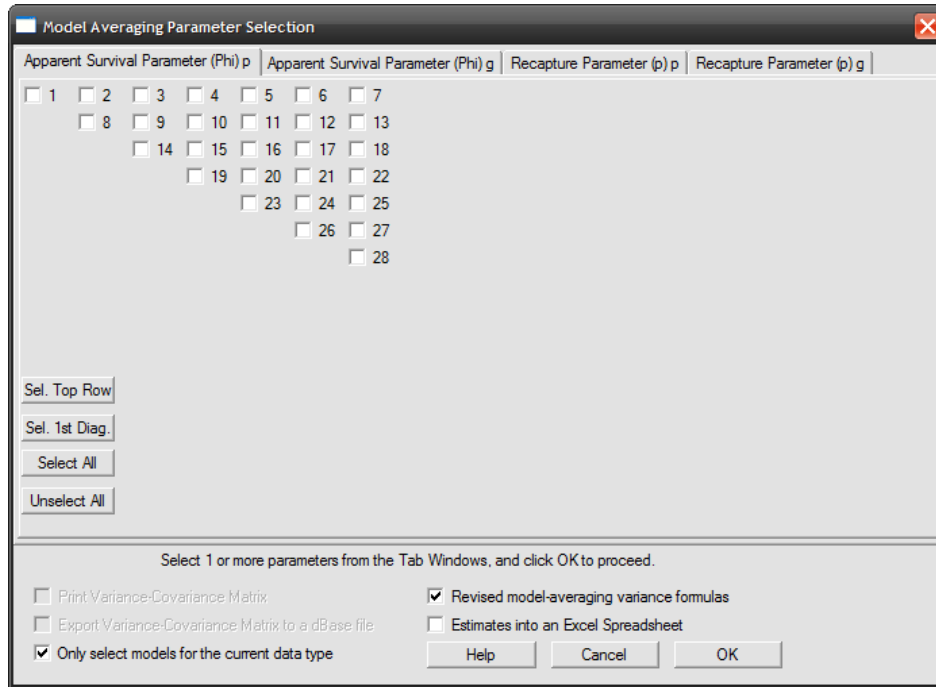 Model Averaging Parameter Selection
Apparent Survival Parameter (Phi) p Apparent Survival Parameter (Phi) g Recapture Parameter (p) p Recapture Parameter (p) g
1 2 3 4 5 6 7
8 9 10 11 12 13
14 15 16 17 18
19 20 21 22
23 24 25
26 27
28
Sel. Top Row
Sel. 1st Diag.
Select All
Unselect All
Select 1 or more parameters from the Tab Windows, and click OK to proceed.
Print Variance-Covariance Matrix Revised model-averaging variance formulas
Export Variance-Covariance Matrix to a dBase file Estimates into an Excel Spreadsheet
Only select models for the current data type Help Cancel OK